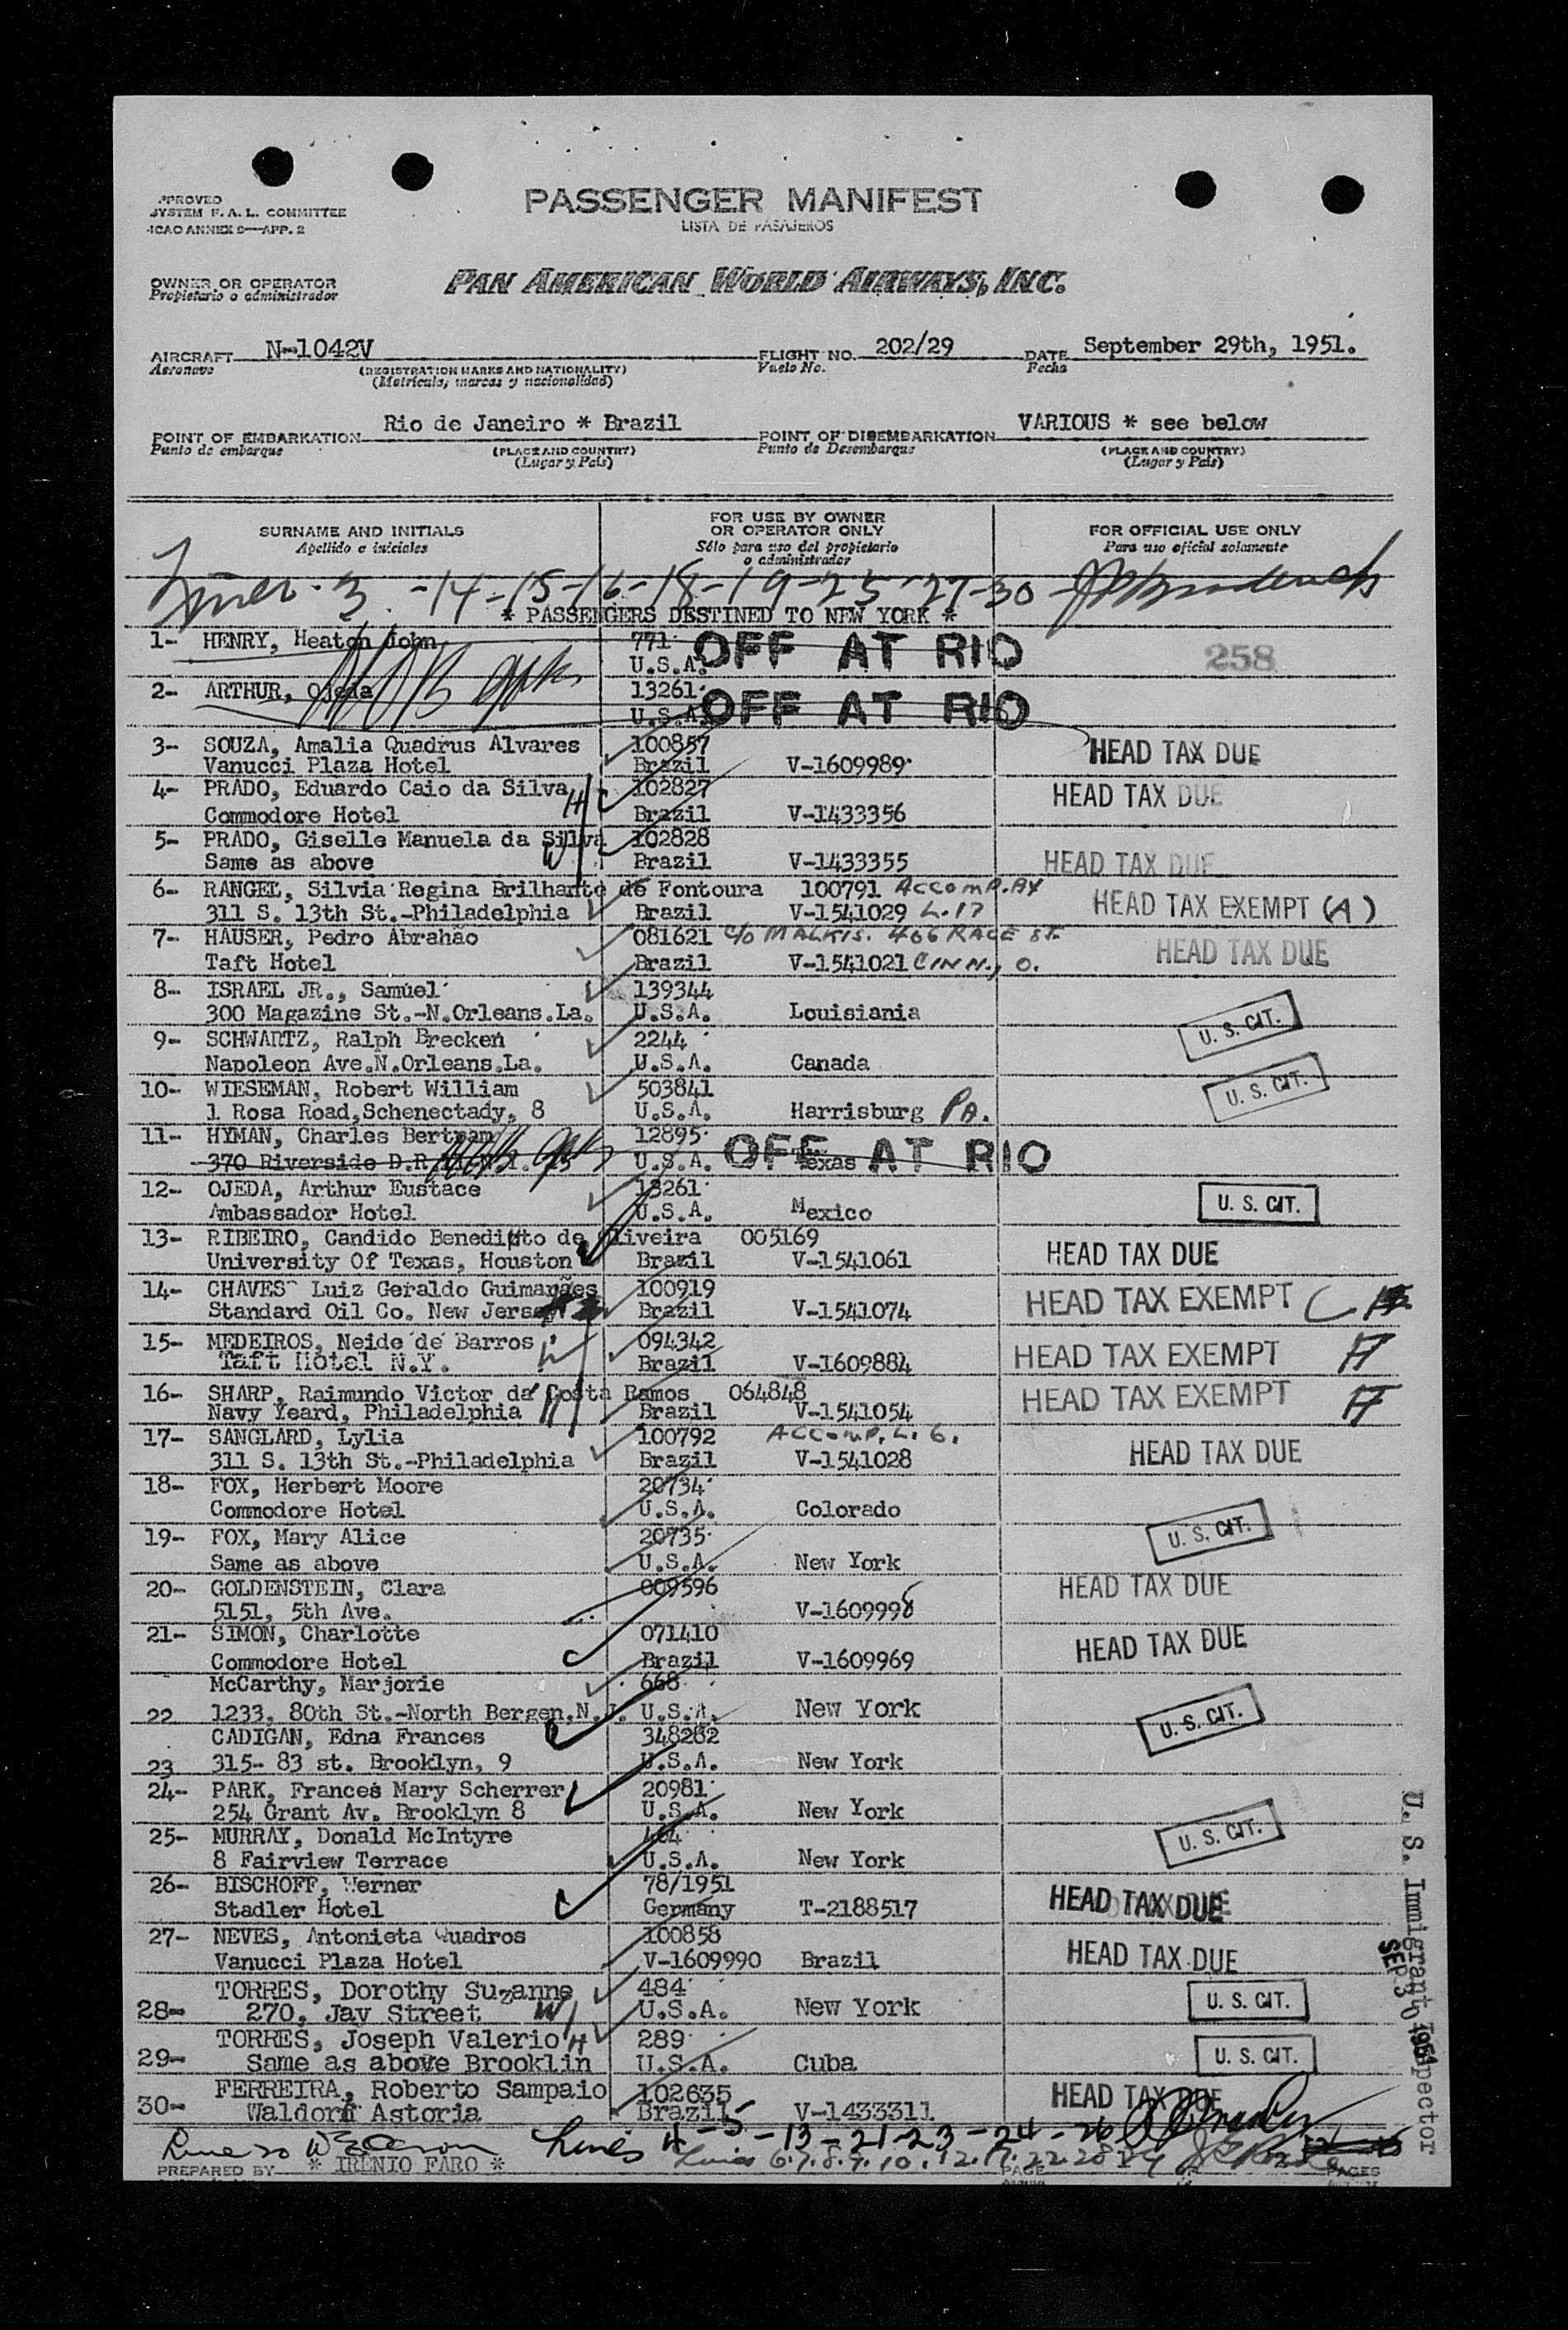 PASSENGER MANIFEST
LISTA DE PASAJEROS
APPROVED
SYSTEM F. A. L. COMMITTEE
ICAO ANNEX 9—APP. 2
OWNER OR OPERATOR
Propietario o administrador
PAN AMERICAN WORLD AIRWAYS, INC.
AIRCRAFT N-1042V FLIGHT NO. 202/29 DATE September 29th, 1951.
Aeronave (REGISTRATION MARKS AND NATIONALITY) Vuelo No. Fecha
(Matrícula, marcas y nacionalidad)
POINT OF EMBARKATION Rio de Janeiro * Brazil POINT OF DISEMBARKATION VARIOUS * see below
Punto de embarque (PLACE AND COUNTRY) Punto de Desembarque (PLACE AND COUNTRY)
(Lugar y País) (Lugar y País)
SURNAME AND INITIALS FOR USE BY OWNER OR OPERATOR ONLY FOR OFFICIAL USE ONLY
Apellido e iniciales Sólo para uso del propietario o administrador Para uso oficial solamente
Lines 3-14-15-16-18-19-25-27-30
* PASSENGERS DESTINED TO NEW YORK *
1- HENRY, Heaton John 771 OFF AT RIO 258
U.S.A.
2- ARTHUR, Ojeda 13261 OFF AT RIO
U.S.A.
3- SOUZA, Amalia Quadrus Alvares 100857 HEAD TAX DUE
Vanucci Plaza Hotel Brazil V-1609989
4- PRADO, Eduardo Caio da Silva H 102827 HEAD TAX DUE
Commodore Hotel Brazil V-1433356
5- PRADO, Giselle Manuela da Silva W 102828
Same as above Brazil V-1433355 HEAD TAX DUE
6- RANGEL, Silvia Regina Brilhante de Fontoura 100791 ACCOMP. BY
311 S. 13th St.-Philadelphia Brazil V-1541029 L. 17 HEAD TAX EXEMPT (A)
7- HAUSER, Pedro Abrahão 081621 C/O MALKIS. 406 RACE ST.
Taft Hotel Brazil V-1541021 CINN., O. HEAD TAX DUE
8- ISRAEL JR., Samuel 139344
300 Magazine St.-N.Orleans.La. U.S.A. Louisiania U. S. CIT.
9- SCHWARTZ, Ralph Brecken 2244
Napoleon Ave.N.Orleans.La. U.S.A. Canada
10- WIESEMAN, Robert William 503841 U. S. CIT.
1 Rosa Road,Schenectady, 8 U.S.A. Harrisburg PA.
11- HYMAN, Charles Bertram 12895 OFF AT RIO
370 Riverside D.R. U.S.A. Texas
12- OJEDA, Arthur Eustace 13261 U. S. CIT.
Ambassador Hotel U.S.A. Mexico
13- RIBEIRO, Candido Beneditto de Oliveira 005169
University Of Texas, Houston Brazil V-1541061 HEAD TAX DUE
14- CHAVES Luiz Geraldo Guimarães 100919 HEAD TAX EXEMPT
Standard Oil Co. New Jersey Brazil V-1541074
15- MEDEIROS, Neide de Barros 094342
Taft Hotel N.Y. W Brazil V-1609884 HEAD TAX EXEMPT
16- SHARP, Raimundo Victor da Costa Ramos 064848 HEAD TAX EXEMPT
Navy Yeard, Philadelphia H Brazil V-1541054
17- SANGLARD, Lylia 100792 ACCOMP. L. 6.
311 S. 13th St.-Philadelphia Brazil V-1541028 HEAD TAX DUE
18- FOX, Herbert Moore 20734
Commodore Hotel U.S.A. Colorado
19- FOX, Mary Alice 20735 U. S. CIT.
Same as above U.S.A. New York
20- GOLDENSTEIN, Clara 009596 HEAD TAX DUE
5151, 5th Ave. V-1609998
21- SIMON, Charlotte 071410 HEAD TAX DUE
Commodore Hotel Brazil V-1609969
McCarthy, Marjorie 668
22 1233, 80th St.-North Bergen,N.J. U.S.A. New York U. S. CIT.
CADIGAN, Edna Frances 348282
23 315- 83 st. Brooklyn, 9 U.S.A. New York
24- PARK, Frances Mary Scherrer 20981
254 Grant Av. Brooklyn 8 U.S.A. New York
25- MURRAY, Donald McIntyre 464 U. S. CIT.
8 Fairview Terrace U.S.A. New York
26- BISCHOFF, Werner 78/1951
Stadler Hotel Germany T-2188517 HEAD TAX DUE
27- NEVES, Antonieta Quadros 100858
Vanucci Plaza Hotel V-1609990 Brazil HEAD TAX DUE
TORRES, Dorothy Suzanne 484
28- 270, Jay Street W U.S.A. New York U. S. CIT.
TORRES, Joseph Valerio H 289
29- Same as above Brooklin U.S.A. Cuba U. S. CIT.
FERREIRA, Roberto Sampaio 102635 HEAD TAX DUE
30- Waldorf Astoria Brazil V-1433311
U. S. Immigrant Inspector
SEP 30 1951
Lines 4-5-13-21-23-24-26
Line 20
Lines 6.7.8.9.10.12.17.22.28 29
PREPARED BY * IRENIO FARO * PAGE PAGES